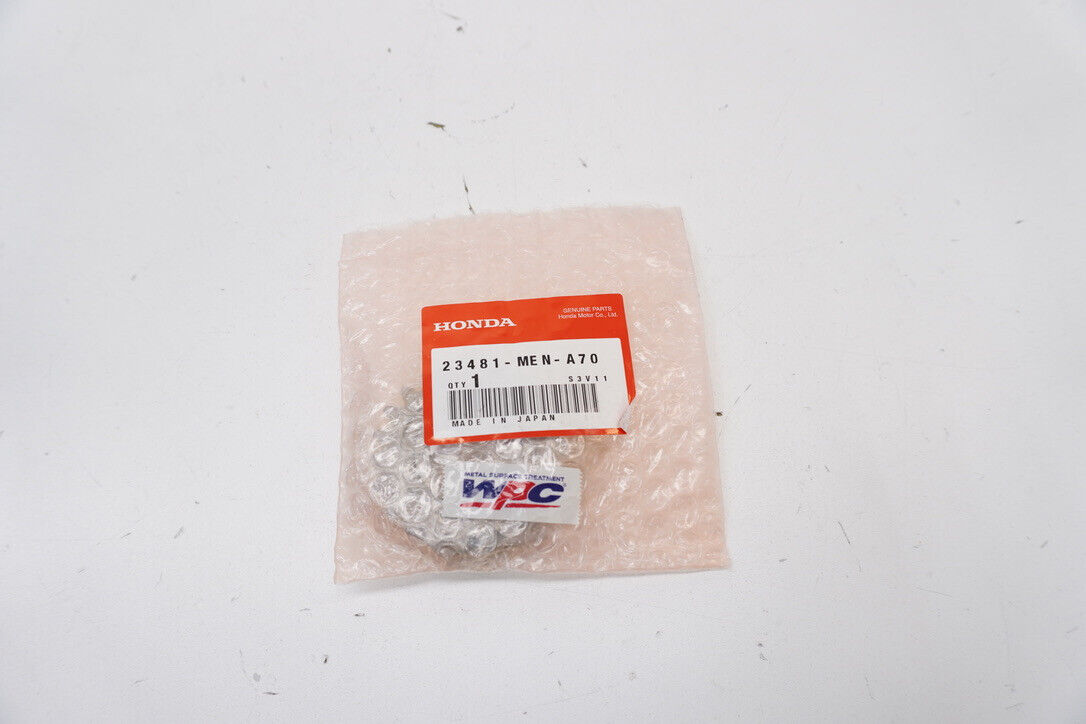 HONDA
GENUINE PARTS
Honda Motor Co., Ltd.
23481-MEN-A70
QTY 1
S3V11
MADE IN JAPAN
METAL SURFACE TREATMENT
WPC®